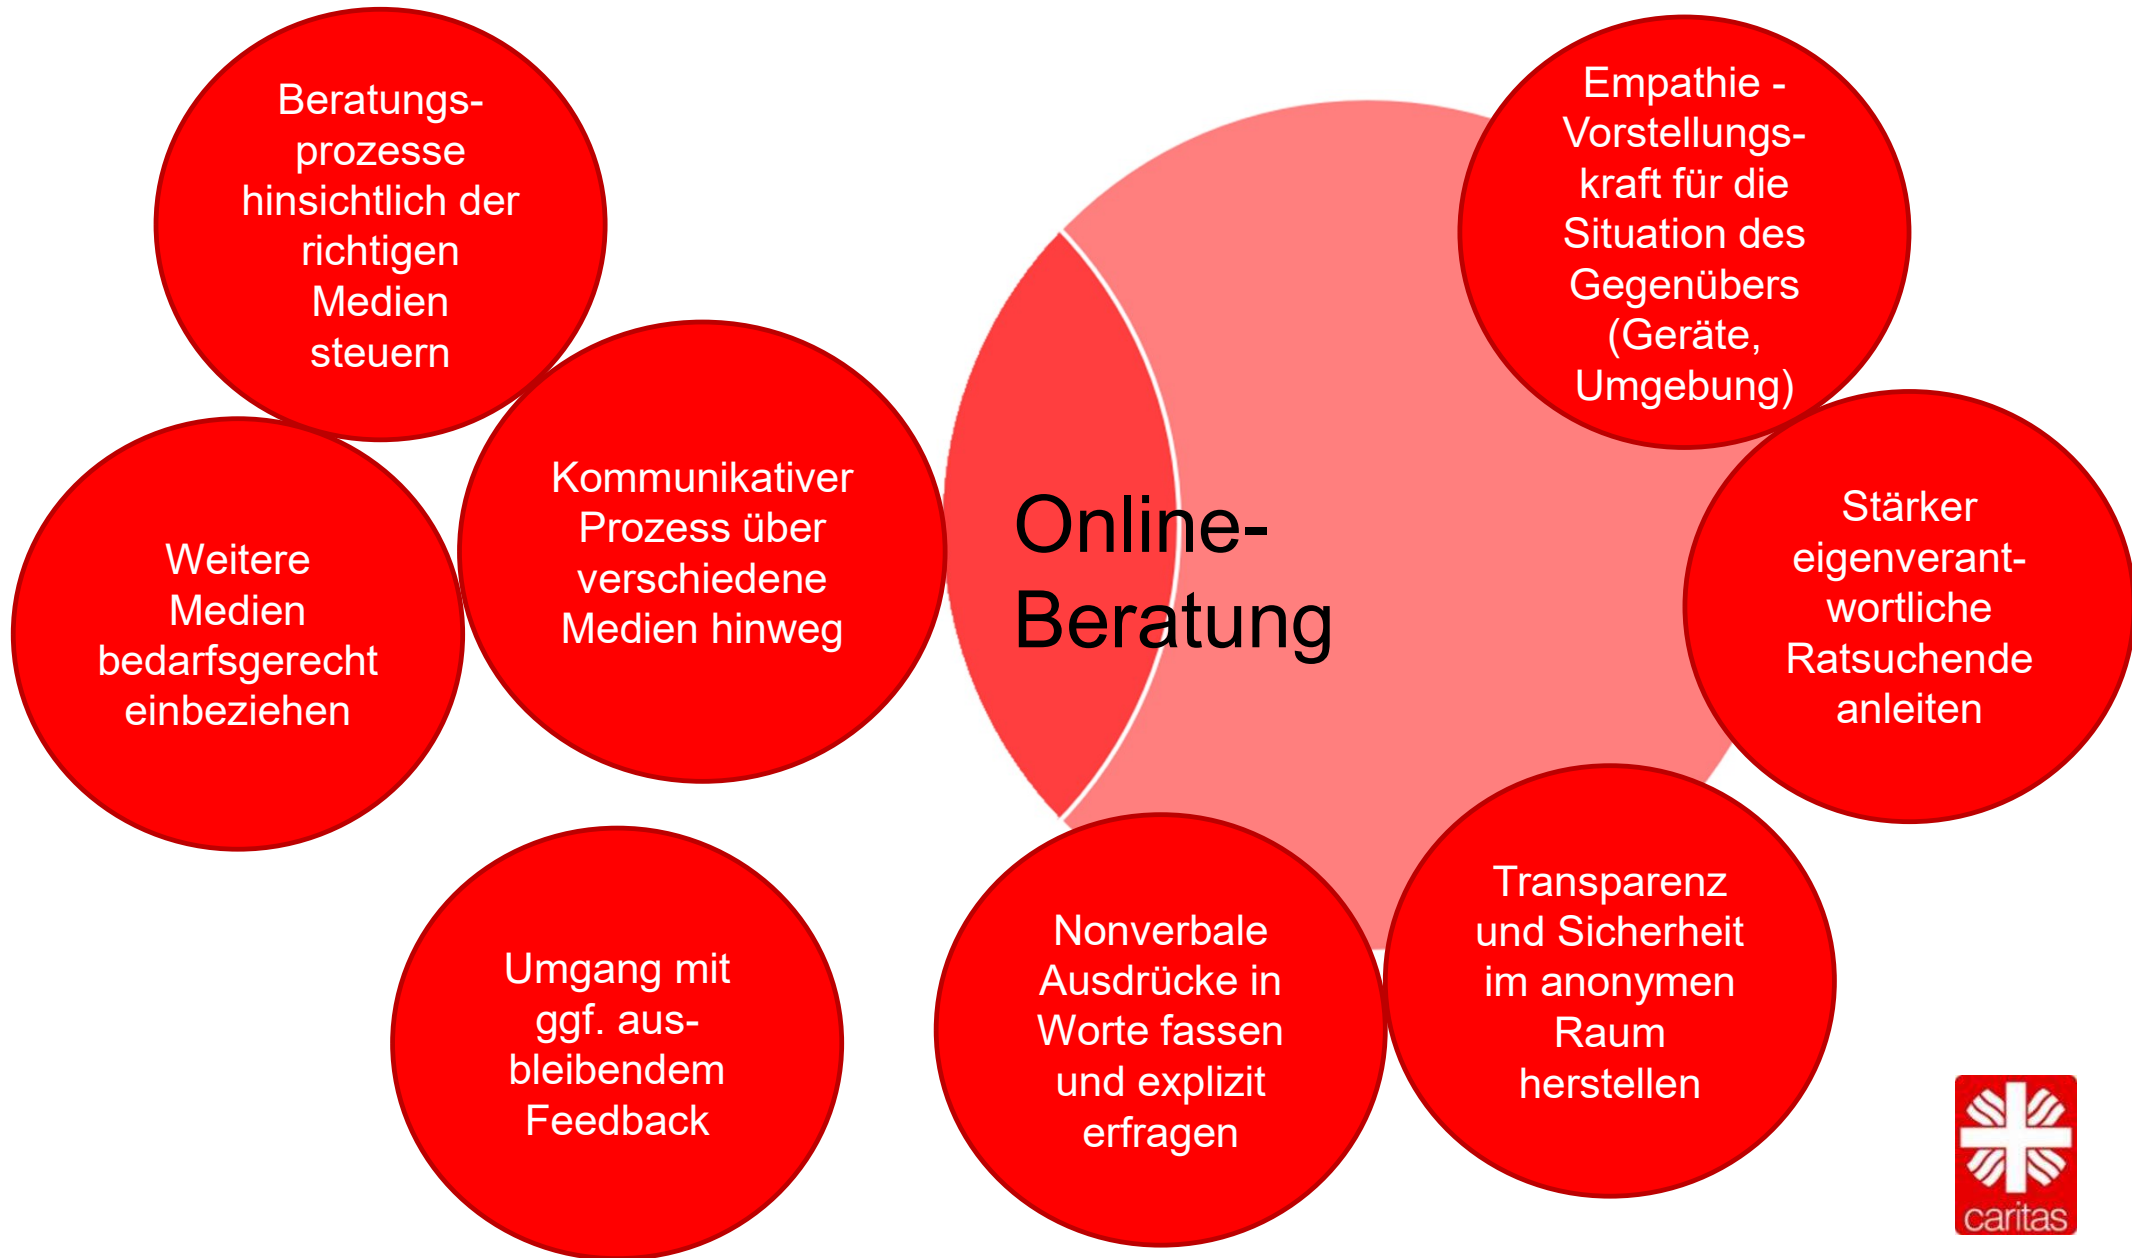 Beratungs-
prozesse
hinsichtlich der
richtigen
Medien
steuern
Weitere
Medien
bedarfsgerecht
einbeziehen
Kommunikativer
Prozess über
verschiedene
Medien hinweg
Online-
Beratung
Empathie -
Vorstellungs-
kraft für die
Situation des
Gegenübers
(Geräte,
Umgebung)
Stärker
eigenverant-
wortliche
Ratsuchende
anleiten
Transparenz
und Sicherheit
im anonymen
Raum
herstellen
Nonverbale
Ausdrücke in
Worte fassen
und explizit
erfragen
Umgang mit
ggf. aus-
bleibendem
Feedback
caritas